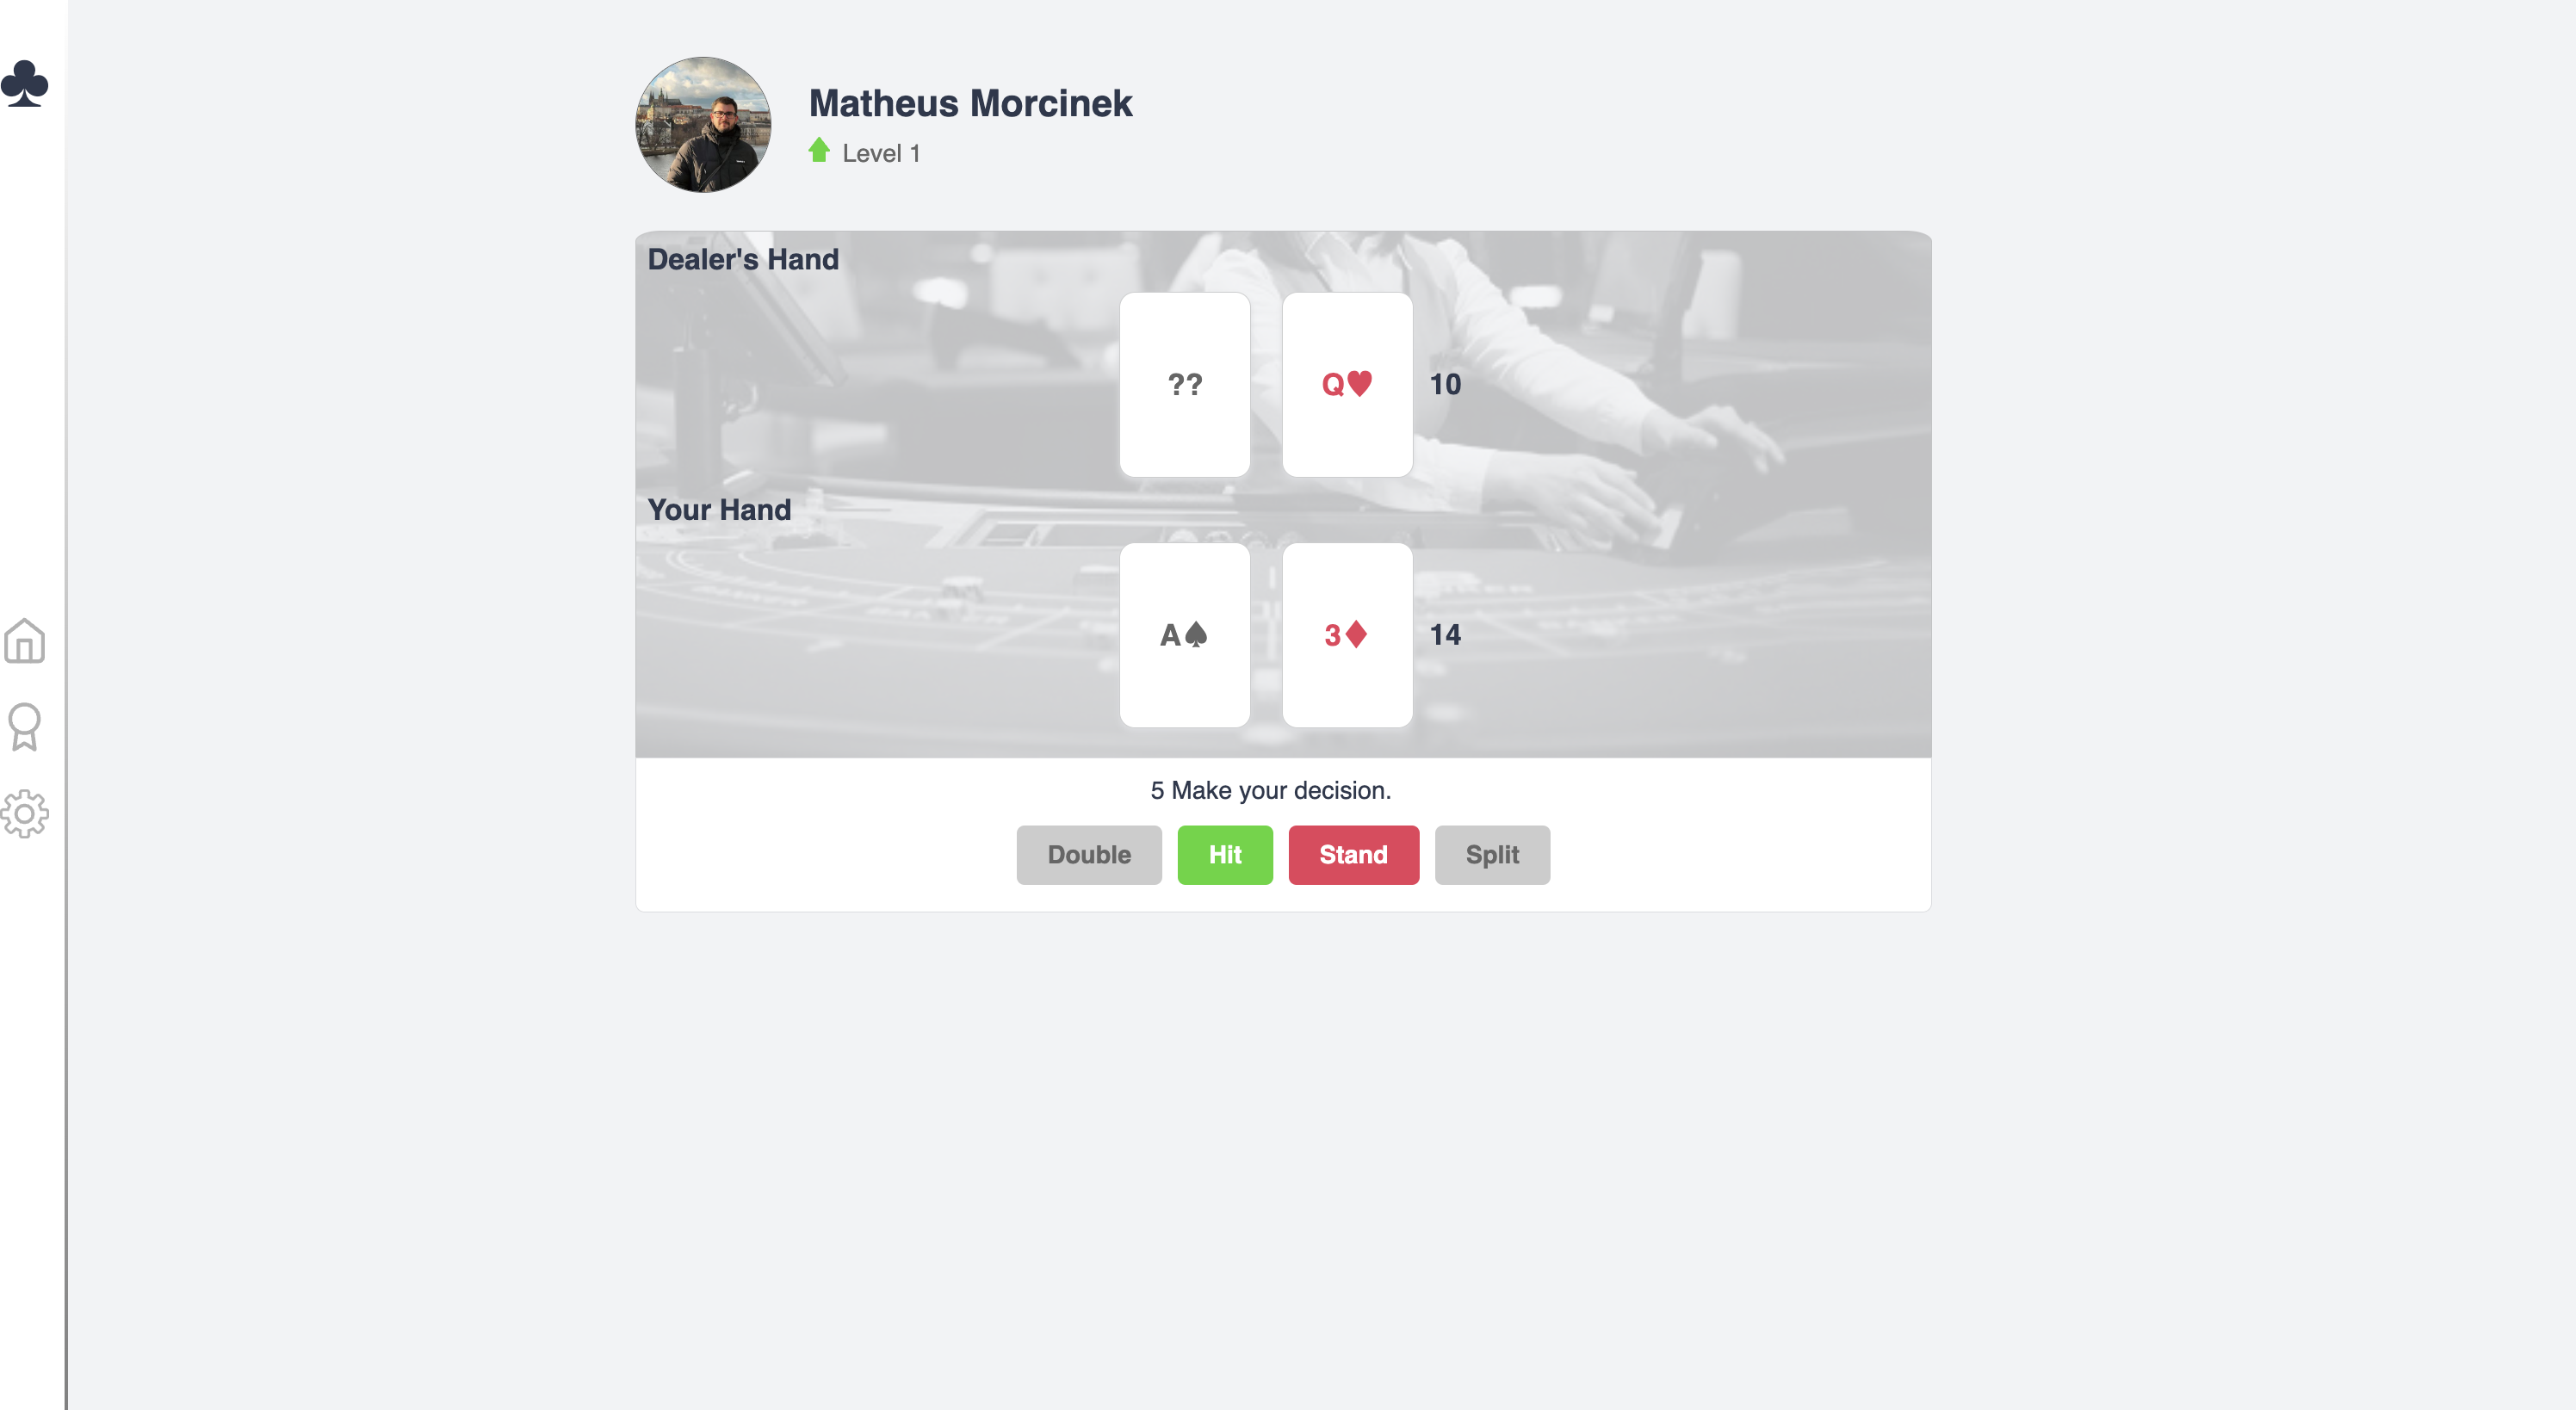 Matheus Morcinek
Level 1
Dealer's Hand
?? Q♥ 10
Your Hand
A♠ 3♦ 14
5 Make your decision.
Double Hit Stand Split